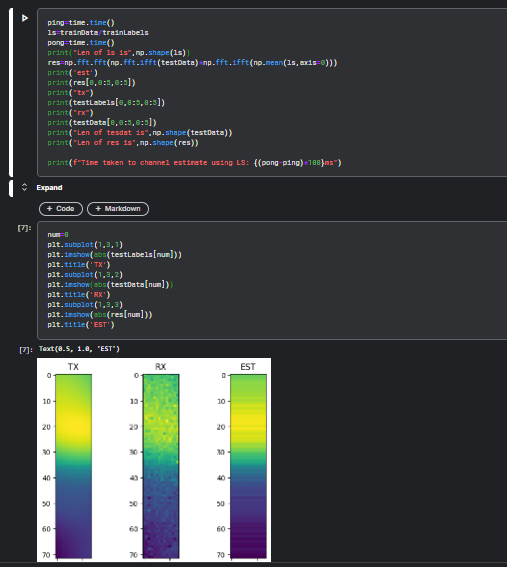 ping=time.time()
ls=trainData/trainLabels
pong=time.time()
print("Len of ls is",np.shape(ls))
res=np.fft.fft(np.fft.ifft(testData)*np.fft.ifft(np.mean(ls,axis=0)))
print('est')
print(res[0,0:5,0:5])
print("tx")
print(testLabels[0,0:5,0:5])
print("rx")
print(testData[0,0:5,0:5])
print("Len of tesdat is",np.shape(testData))
print("Len of res is",np.shape(res))
print(f"Time taken to channel estimate using LS: {(pong-ping)*100}ms")
Expand
+ Code + Markdown
[7]:
num=0
plt.subplot(1,3,1)
plt.imshow(abs(testLabels[num]))
plt.title('TX')
plt.subplot(1,3,2)
plt.imshow(abs(testData[num]))
plt.title('RX')
plt.subplot(1,3,3)
plt.imshow(abs(res[num]))
plt.title('EST')
[7]: Text(0.5, 1.0, 'EST')
TX RX EST
0 0 0
10 10 10
20 20 20
30 30 30
40 40 40
50 50 50
60 60 60
70 70 70